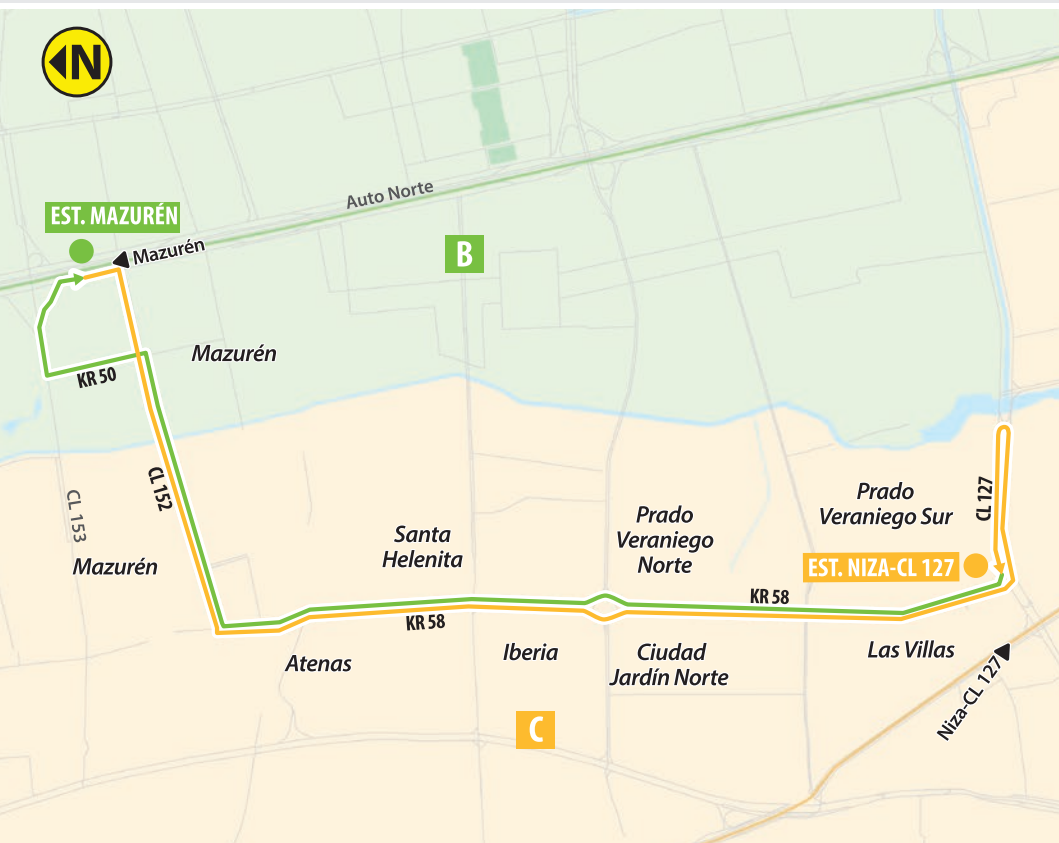 N
Auto Norte
EST. MAZURÉN
Mazurén
B
Mazurén
KR 50
CL 152
CL 153
Mazurén
Santa
Helenita
Prado
Veraniego
Norte
Prado
Veraniego Sur
CL 127
EST. NIZA-CL 127
KR 58
KR 58
Atenas
Iberia
Ciudad
Jardín Norte
Las Villas
Niza-CL 127
C